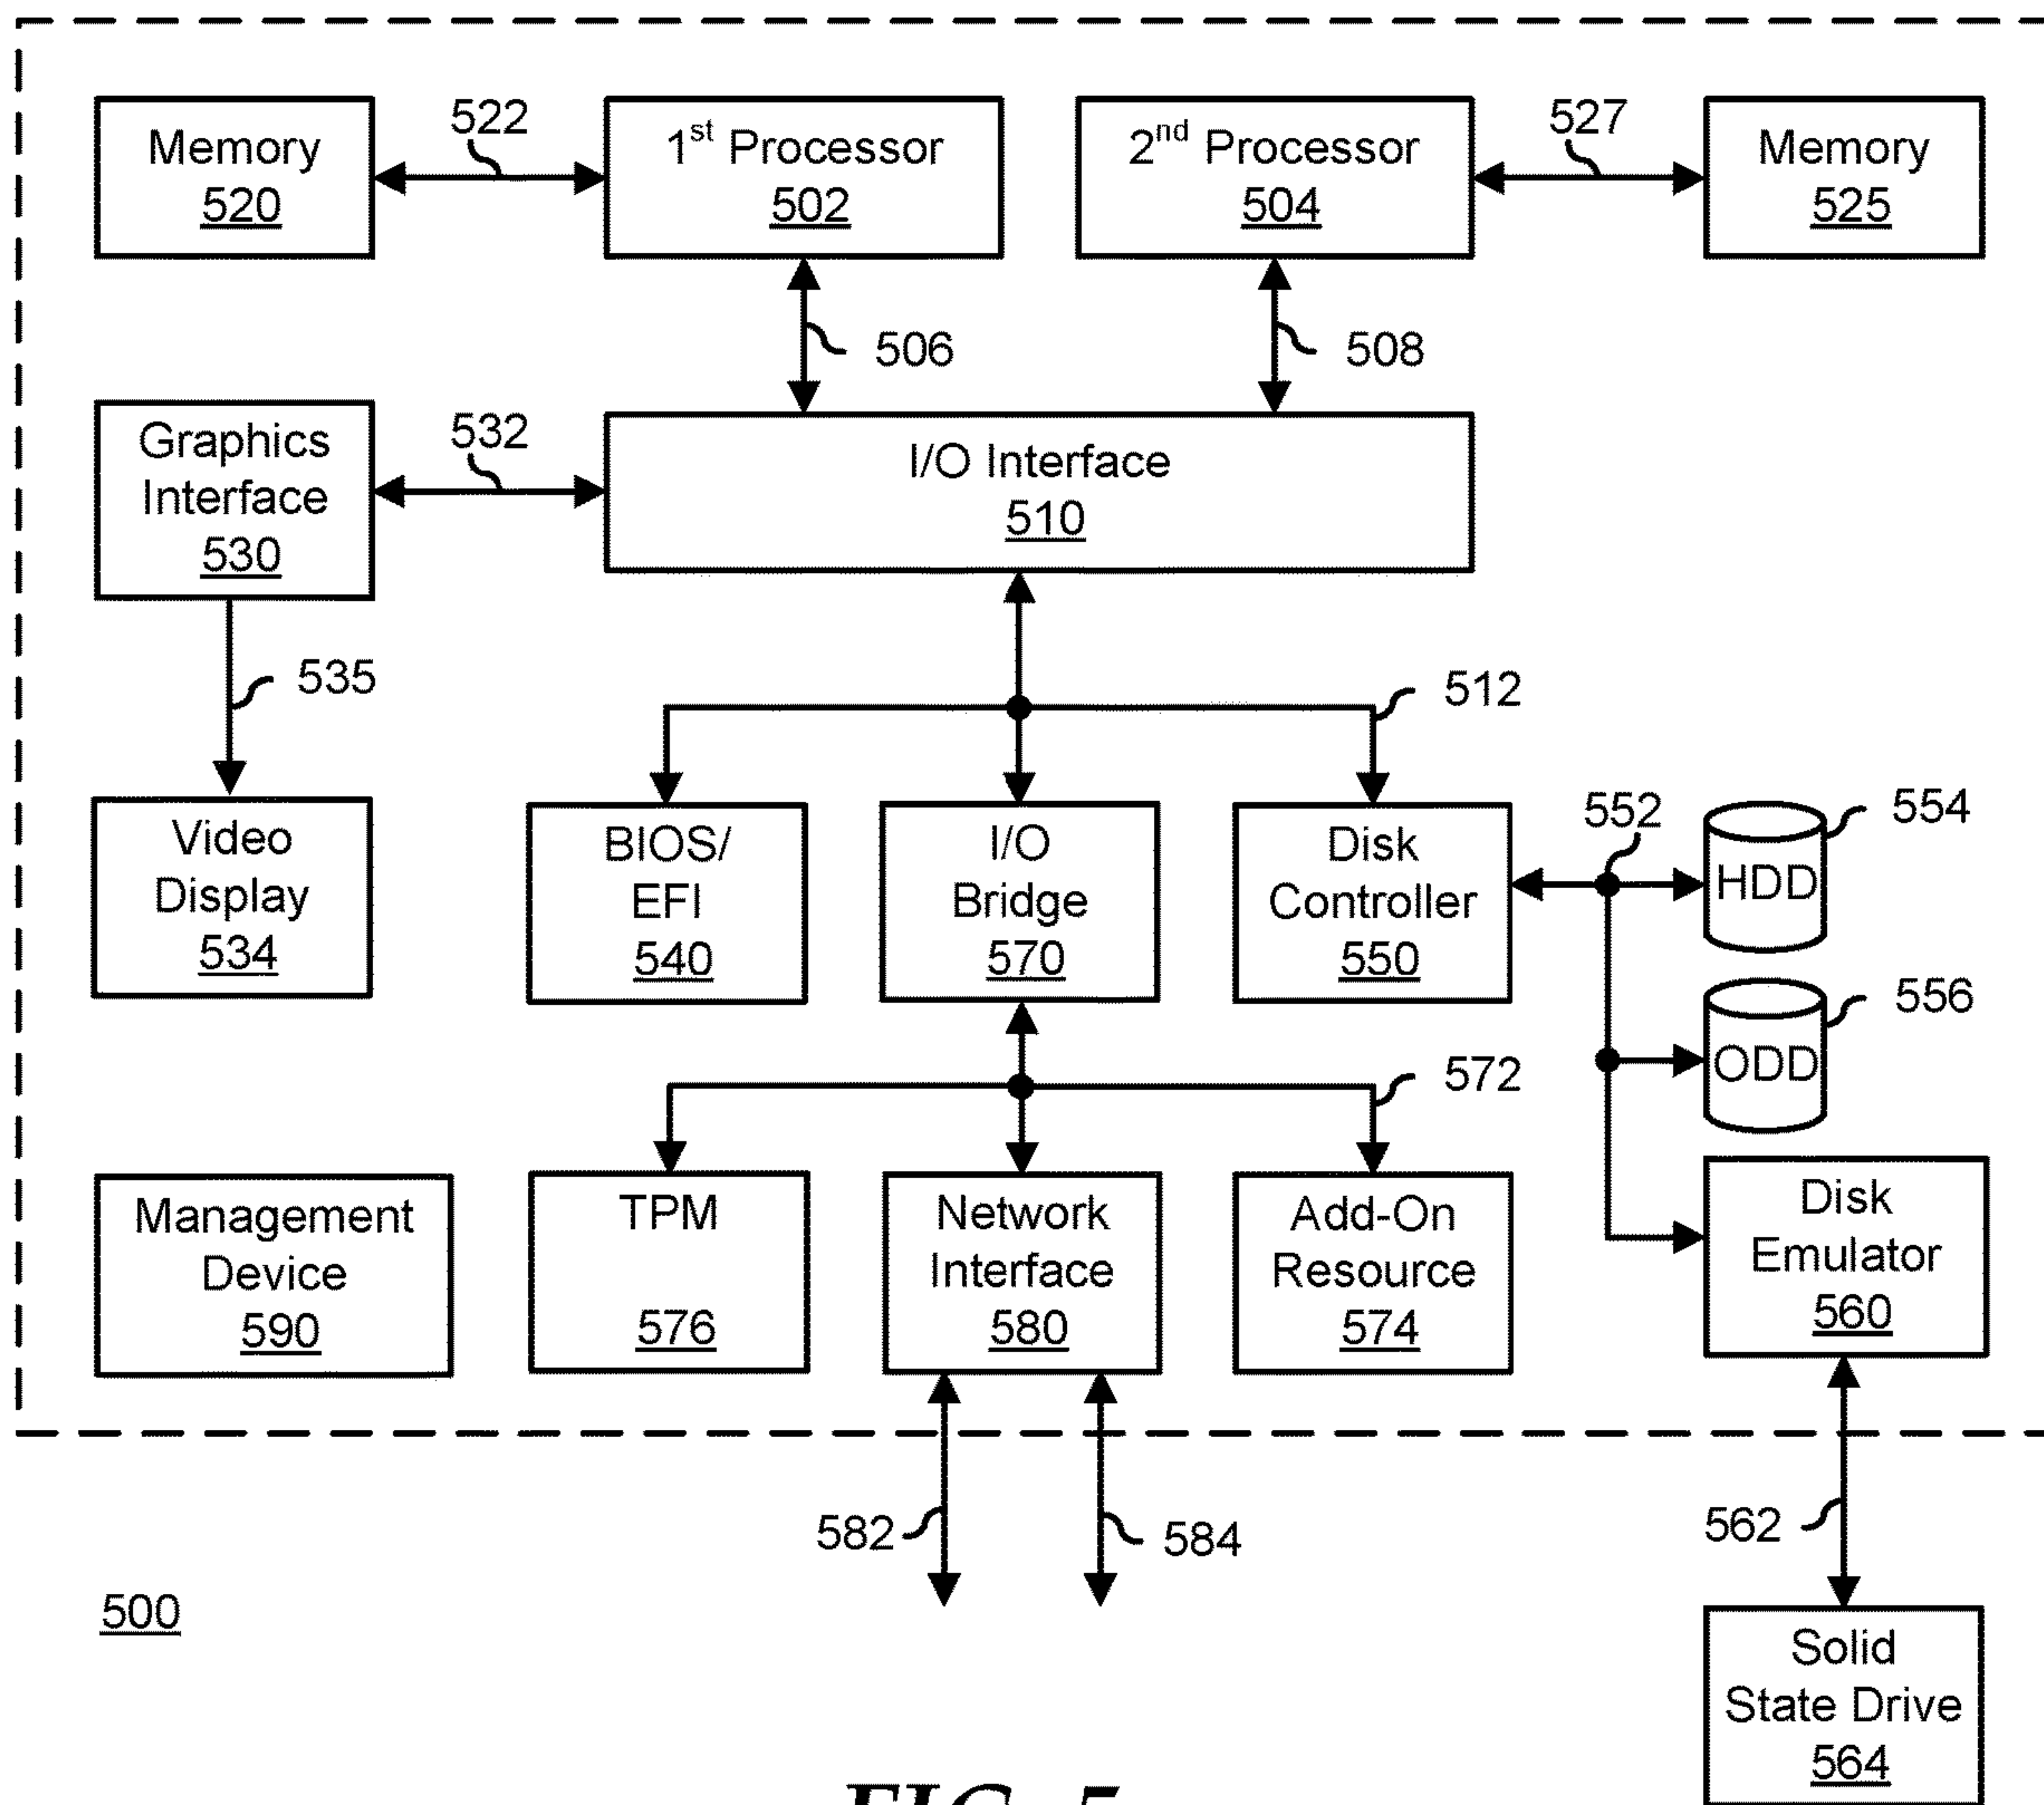 522
527
Memory
520
1st Processor
502
2nd Processor
504
Memory
525
506
508
Graphics
Interface
530
532
I/O Interface
510
535
512
Video
Display
534
BIOS/
EFI
540
I/O
Bridge
570
Disk
Controller
550
552
HDD
554
ODD
556
572
Management
Device
590
TPM
576
Network
Interface
580
Add-On
Resource
574
Disk
Emulator
560
582
584
562
500
Solid
State Drive
564
FIG. 5